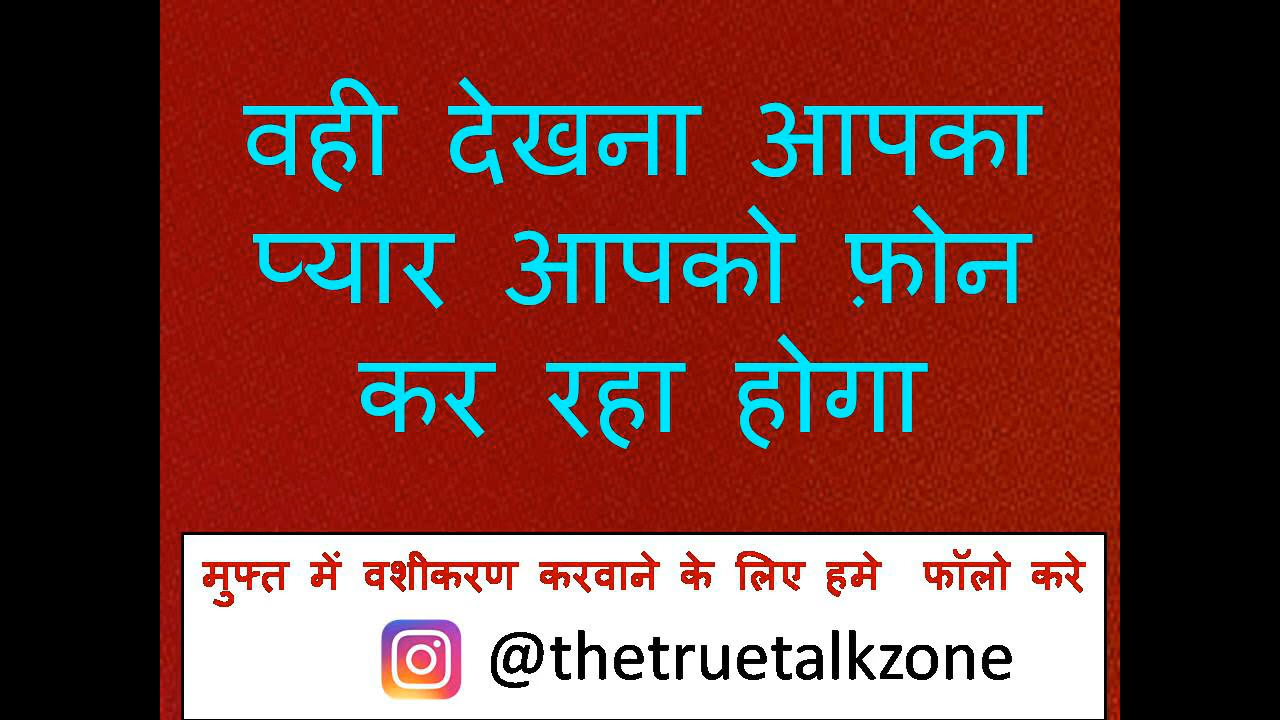 वही देखना आपका
प्यार आपको फ़ोन
कर रहा होगा
मुफ्त में वशीकरण करवाने के लिए हमे फॉलो करे
@thetruetalkzone